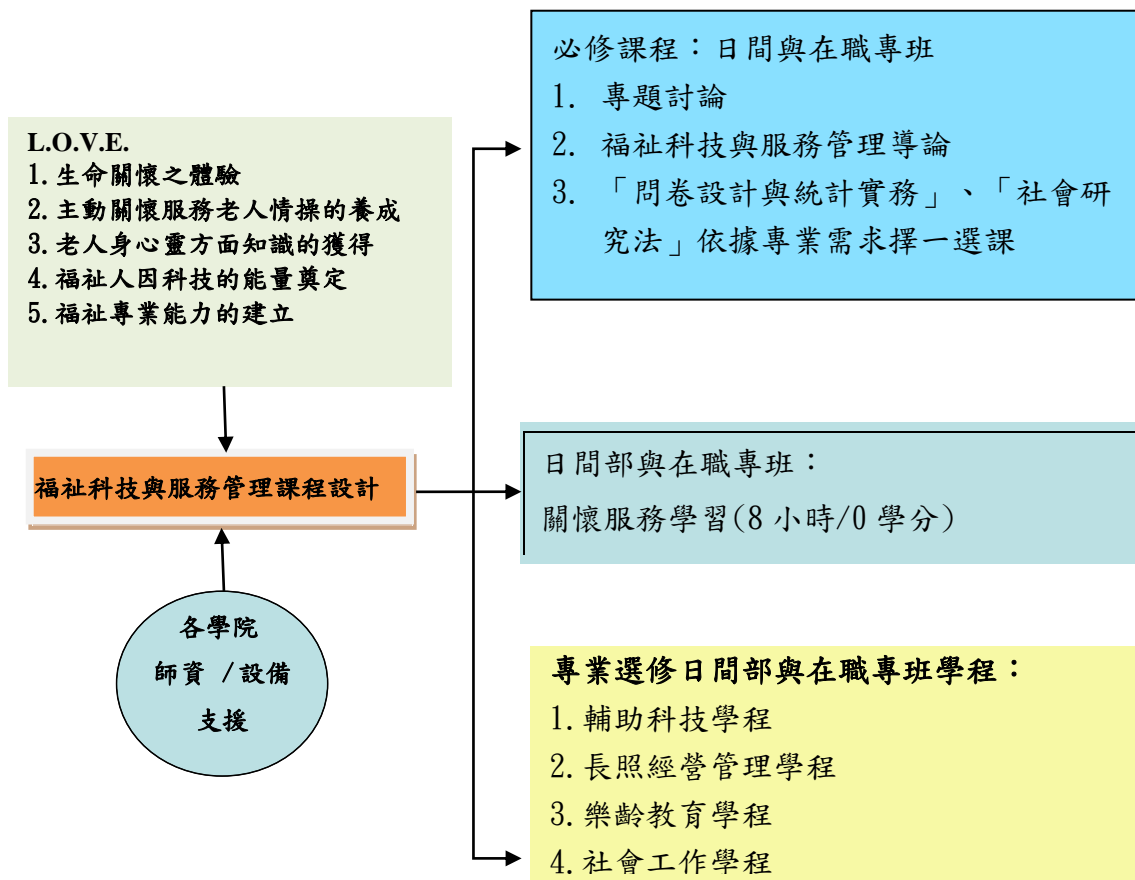 L.O.V.E.
1.生命關懷之體驗
2.主動關懷服務老人情操的養成
3.老人身心靈方面知識的獲得
4.福祉人因科技的能量奠定
5.福祉專業能力的建立
福祉科技與服務管理課程設計
各學院
師資 /設備
支援
必修課程：日間與在職專班
1. 專題討論
2. 福祉科技與服務管理導論
3. 「問卷設計與統計實務」、「社會研
究法」依據專業需求擇一選課
日間部與在職專班：
關懷服務學習(8 小時/0 學分)
專業選修日間部與在職專班學程：
1.輔助科技學程
2.長照經營管理學程
3.樂齡教育學程
4.社會工作學程